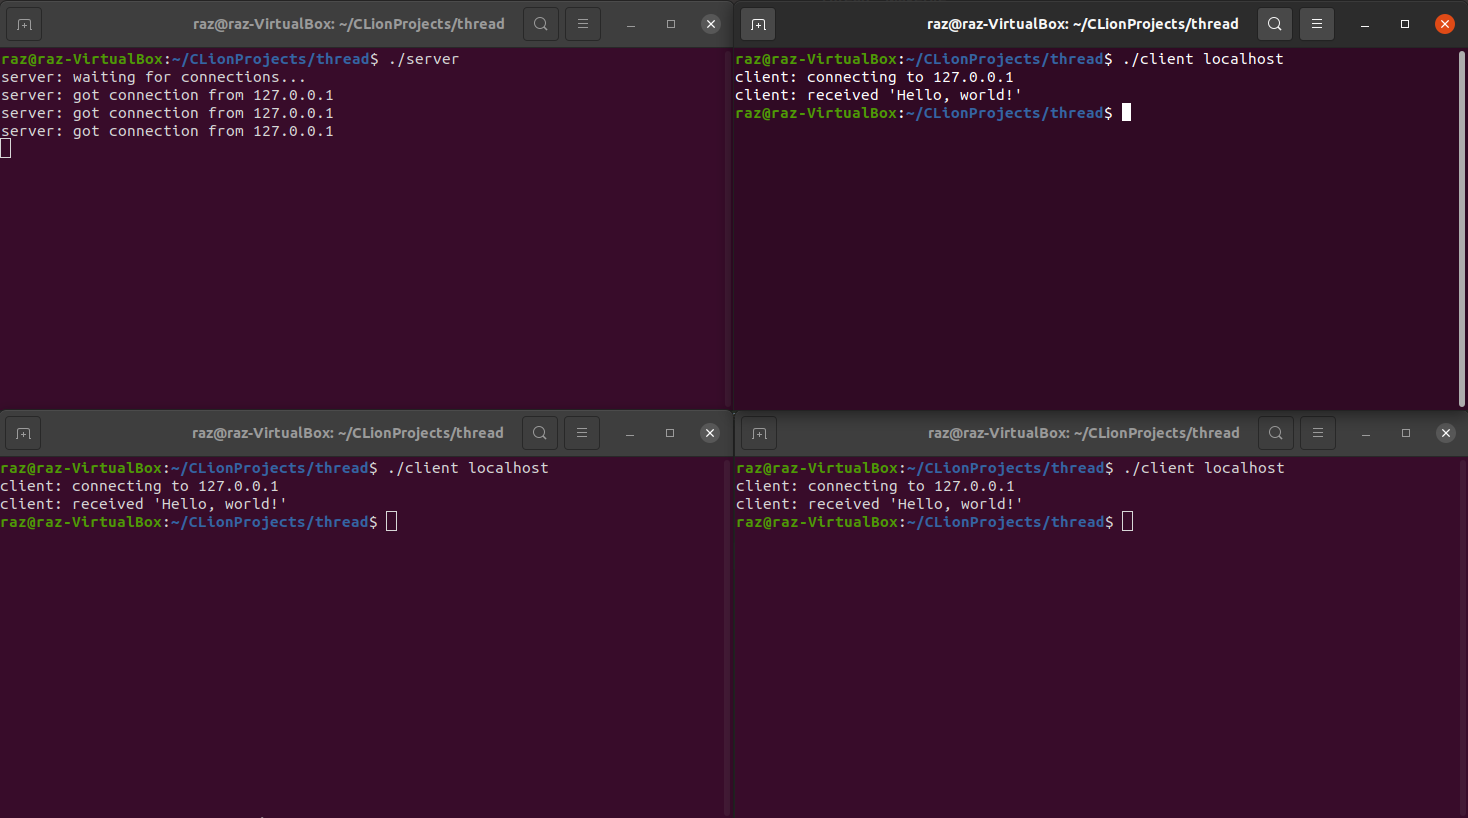 raz@raz-VirtualBox: ~/CLionProjects/thread
raz@raz-VirtualBox:~/CLionProjects/thread$ ./server
server: waiting for connections...
server: got connection from 127.0.0.1
server: got connection from 127.0.0.1
server: got connection from 127.0.0.1
raz@raz-VirtualBox: ~/CLionProjects/thread
raz@raz-VirtualBox:~/CLionProjects/thread$ ./client localhost
client: connecting to 127.0.0.1
client: received 'Hello, world!'
raz@raz-VirtualBox:~/CLionProjects/thread$
raz@raz-VirtualBox: ~/CLionProjects/thread
raz@raz-VirtualBox:~/CLionProjects/thread$ ./client localhost
client: connecting to 127.0.0.1
client: received 'Hello, world!'
raz@raz-VirtualBox:~/CLionProjects/thread$
raz@raz-VirtualBox: ~/CLionProjects/thread
raz@raz-VirtualBox:~/CLionProjects/thread$ ./client localhost
client: connecting to 127.0.0.1
client: received 'Hello, world!'
raz@raz-VirtualBox:~/CLionProjects/thread$